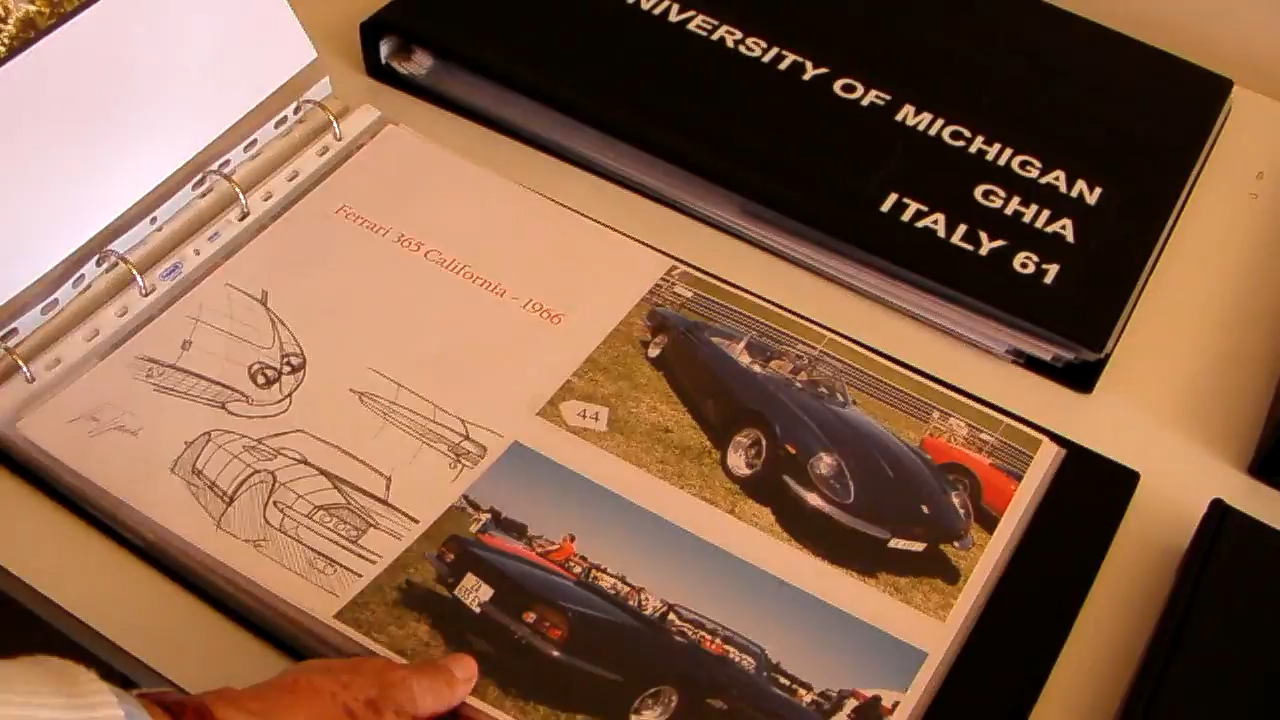 UNIVERSITY OF MICHIGAN
GHIA
ITALY 61
Ferrari 365 California - 1966
44